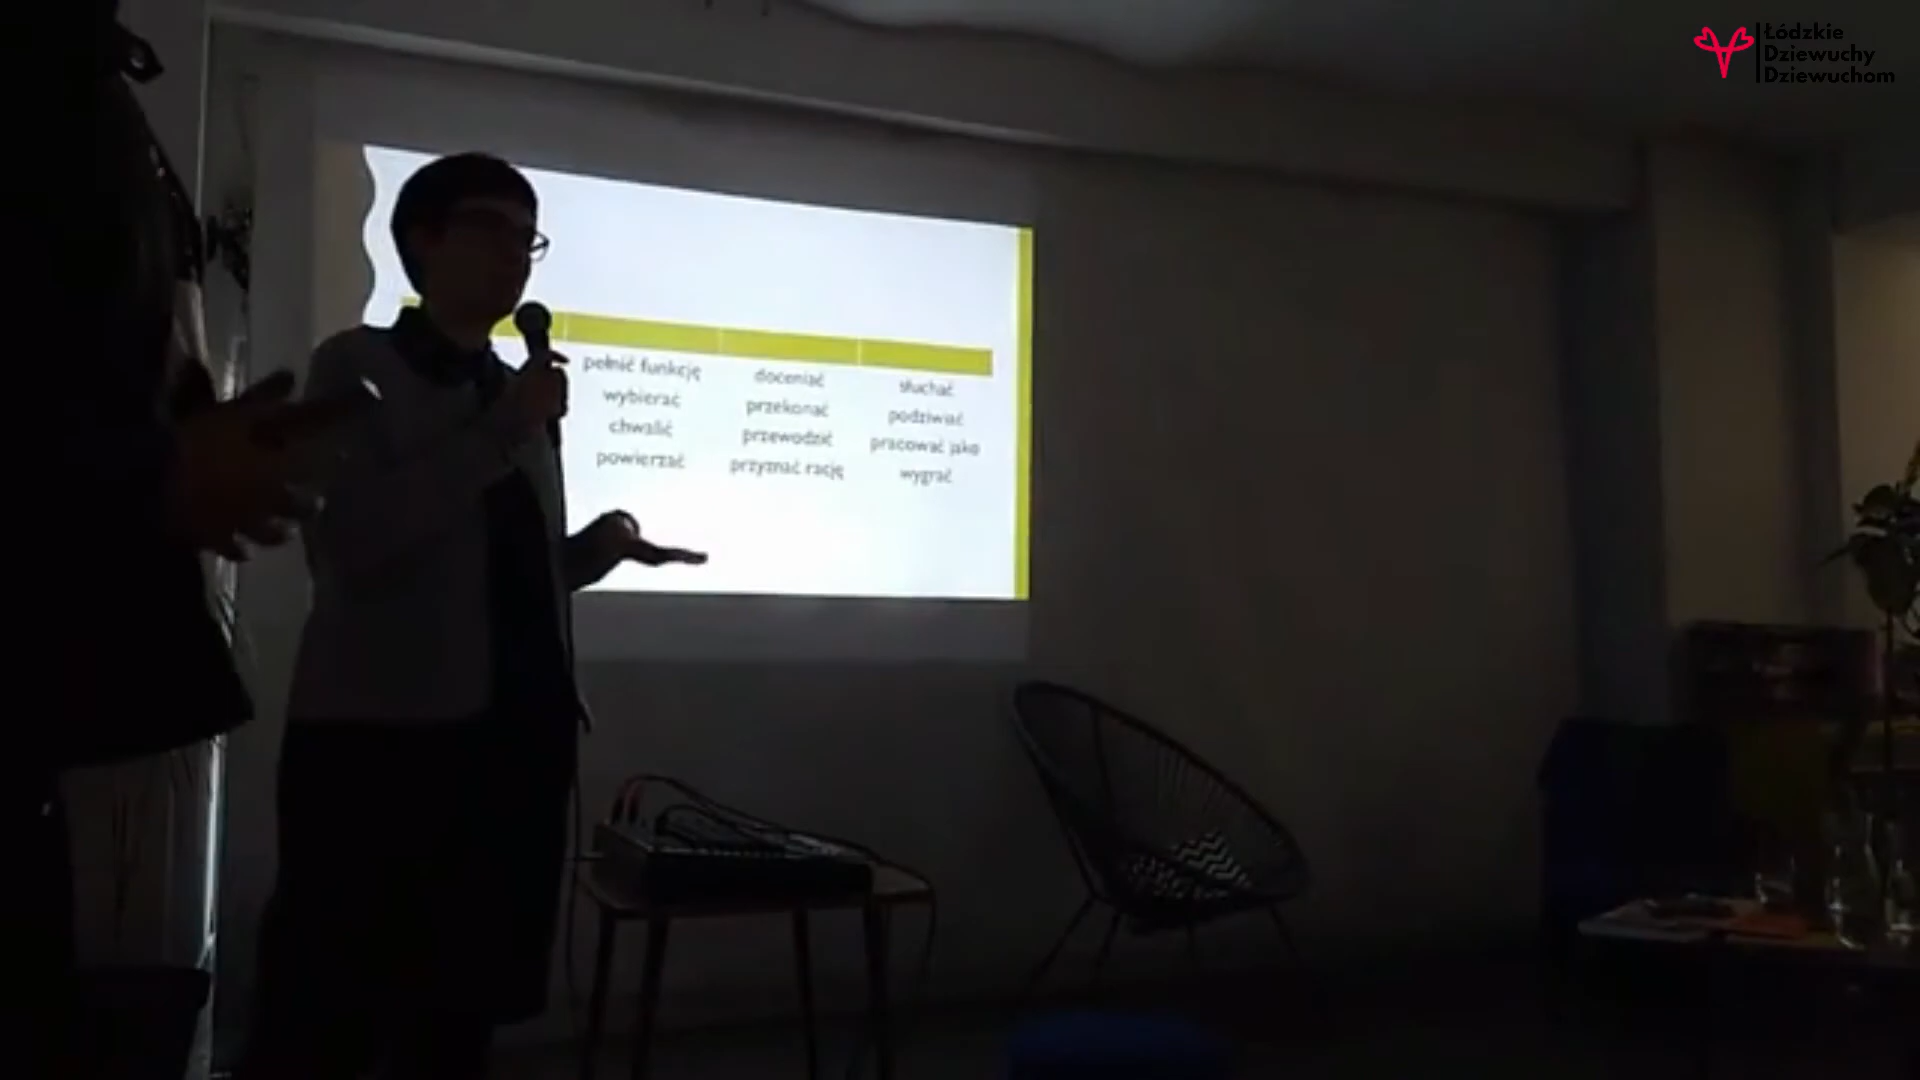 Łódzkie
Dziewuchy
Dziewuchom
pełnić funkcję doceniać słuchać
wybierać przekonać podziwiać
chwalić przewodzić pracować jako
powierzać przyznać rację wygrać